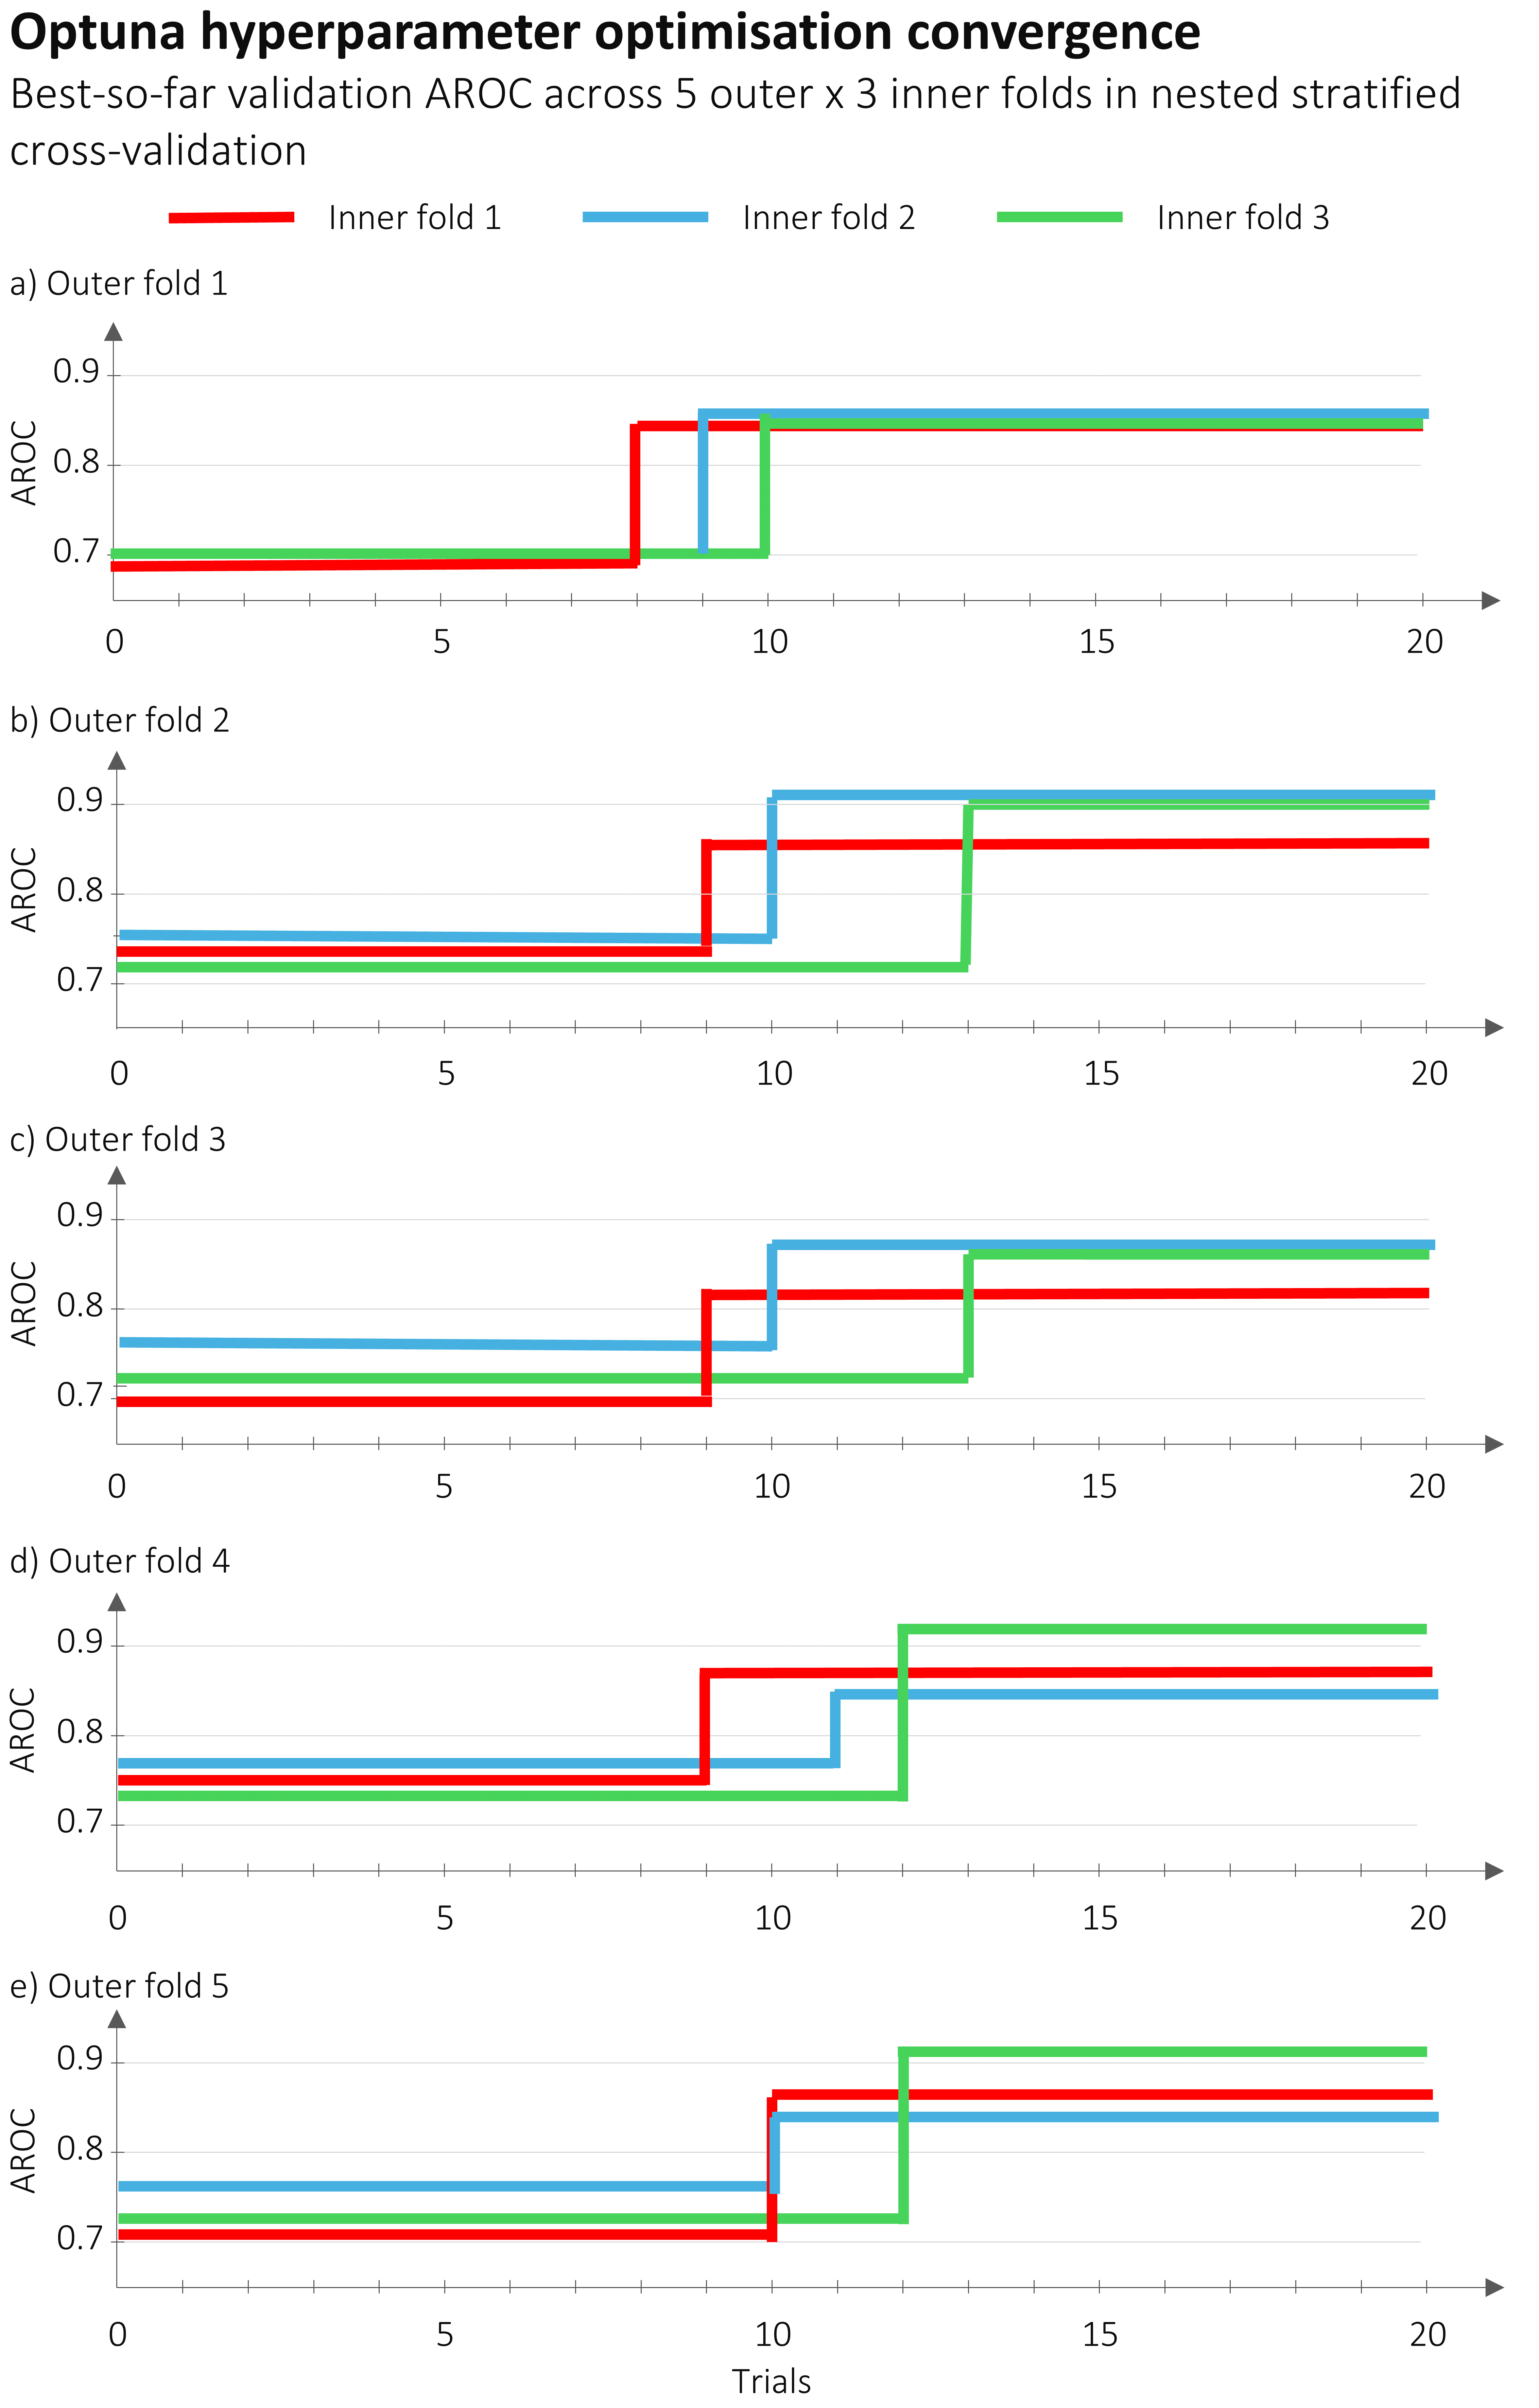 Optuna hyperparameter optimisation convergence
Best-so-far validation AROC across 5 outer x 3 inner folds in nested stratified
cross-validation
Inner fold 1 Inner fold 2 Inner fold 3
a) Outer fold 1
AROC
0.9
0.8
0.7
0 5 10 15 20
b) Outer fold 2
AROC
0.9
0.8
0.7
0 5 10 15 20
c) Outer fold 3
AROC
0.9
0.8
0.7
0 5 10 15 20
d) Outer fold 4
AROC
0.9
0.8
0.7
0 5 10 15 20
e) Outer fold 5
AROC
0.9
0.8
0.7
0 5 10 15 20
Trials